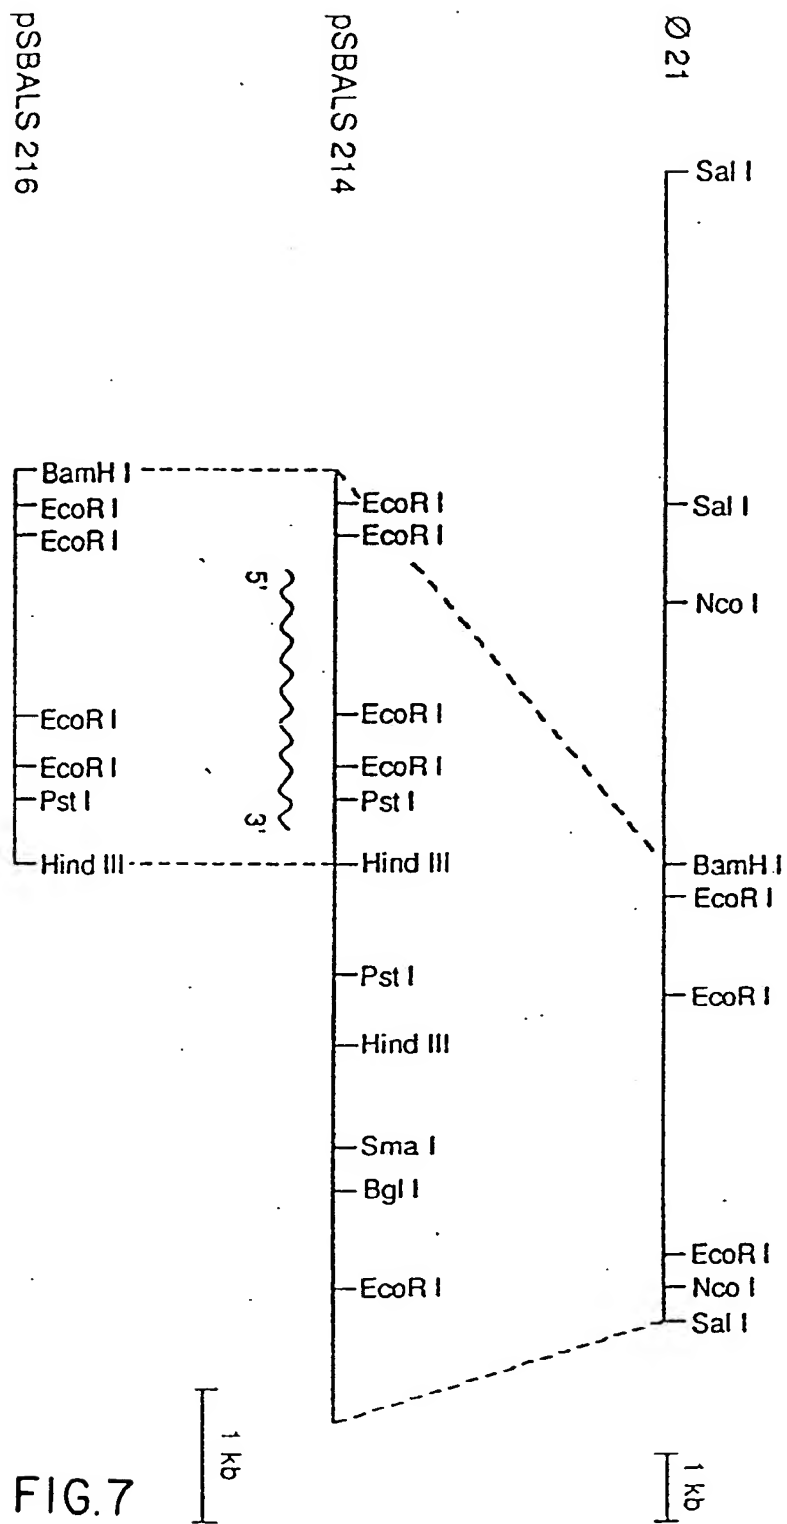 Ø 21
Sal I
Sal I
Nco I
BamH I
EcoR I
EcoR I
EcoR I
Nco I
Sal I
1 kb
pSBALS 214
EcoR I
EcoR I
EcoR I
EcoR I
Pst I
Hind III
Pst I
Hind III
Sma I
Bgl I
EcoR I
5'
3'
1 kb
pSBALS 216
BamH I
EcoR I
EcoR I
EcoR I
EcoR I
Pst I
Hind III
FIG.7